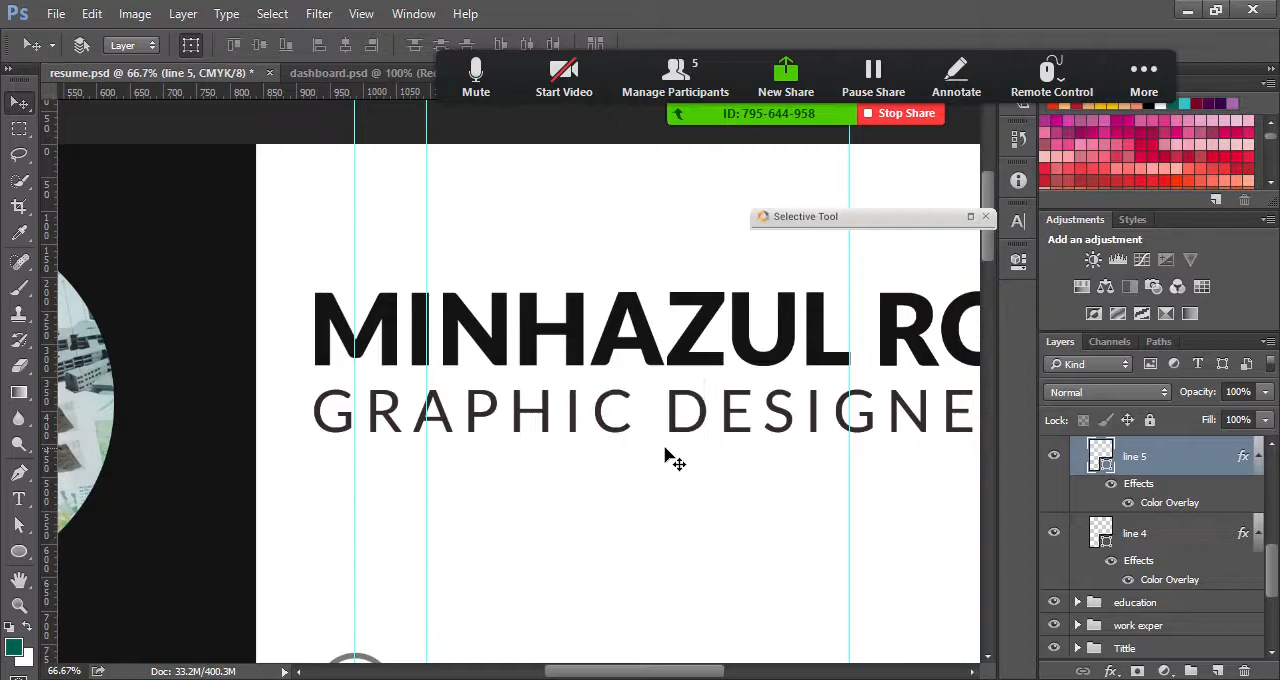 Ps File Edit Image Layer Type Select Filter View Window Help
Layer
resume.psd @ 66.7% (line 5, CMYK/8) * × dashboard.psd @ 100% (Rec
5
Mute Start Video Manage Participants New Share Pause Share Annotate Remote Control More
ID: 795-644-958 Stop Share
550 600 650 700 750 800 850 900 950 1000 1050
Selective Tool
Adjustments Styles
Add an adjustment
MINHAZUL RO
GRAPHIC DESIGNE
Layers Channels Paths
Kind
Normal Opacity: 100%
Lock: Fill: 100%
line 5 fx
Effects
Color Overlay
line 4 fx
Effects
Color Overlay
education
work exper
Tittle
66.67% Doc: 33.2M/400.3M
fx